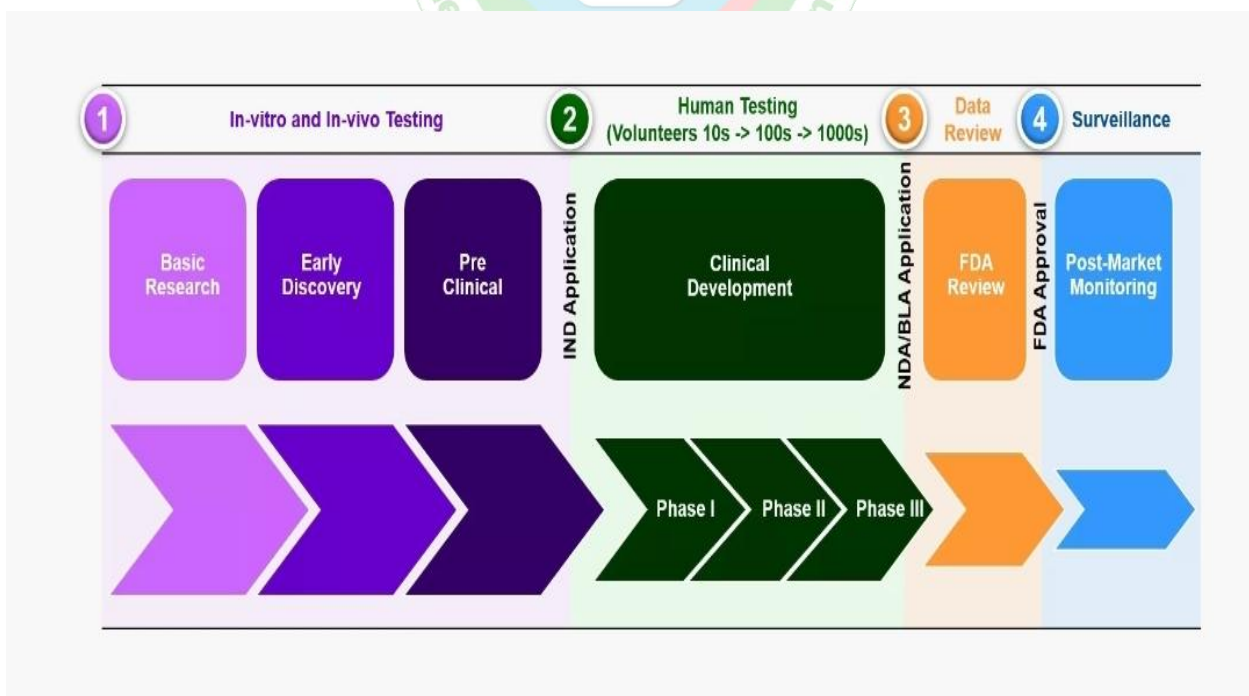 1
In-vitro and In-vivo Testing
2
Human Testing
(Volunteers 10s -> 100s -> 1000s)
3
Data
Review
4
Surveillance
Basic
Research
Early
Discovery
Pre
Clinical
IND Application
Clinical
Development
NDA/BLA Application
FDA
Review
FDA Approval
Post-Market
Monitoring
Phase I
Phase II
Phase III